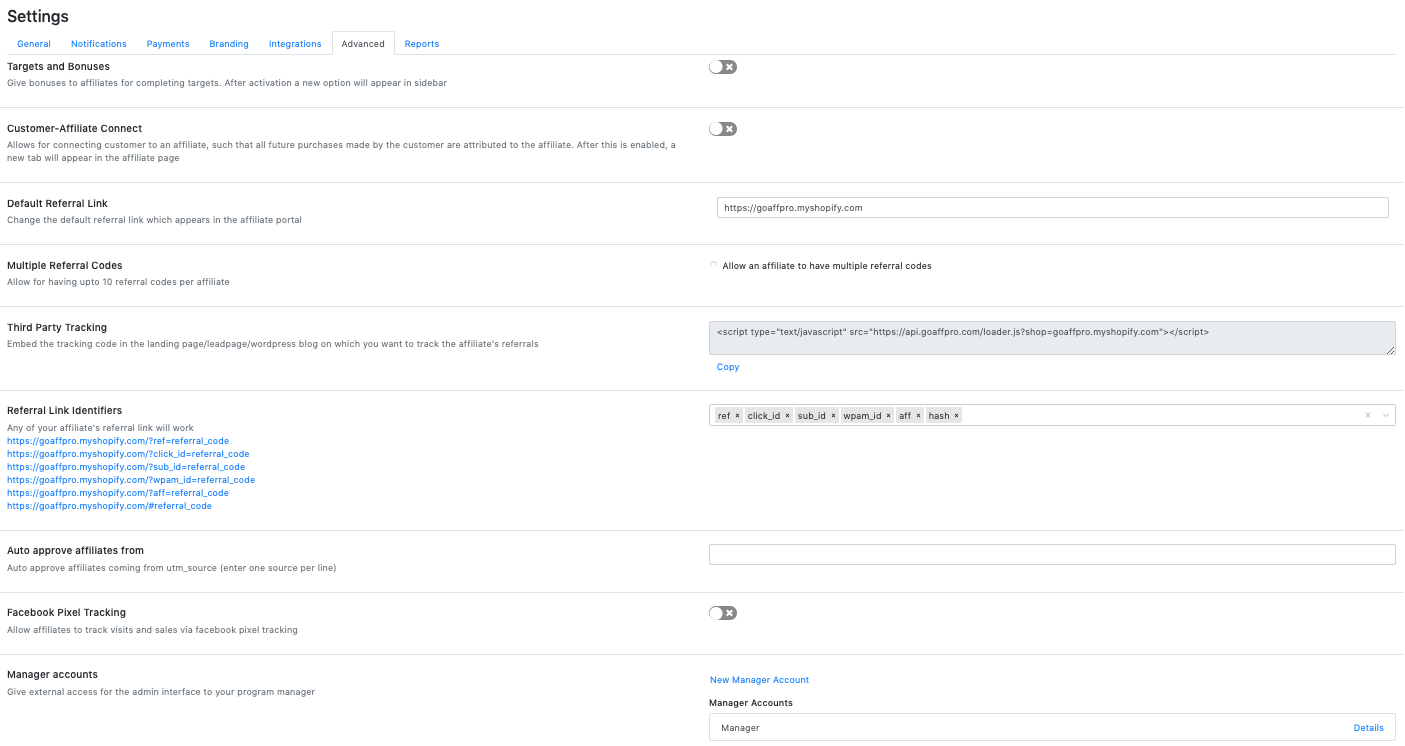 Settings
General Notifications Payments Branding Integrations Advanced Reports
Targets and Bonuses
Give bonuses to affiliates for completing targets. After activation a new option will appear in sidebar
Customer-Affiliate Connect
Allows for connecting customer to an affiliate, such that all future purchases made by the customer are attributed to the affiliate. After this is enabled, a
new tab will appear in the affiliate page
Default Referral Link
Change the default referral link which appears in the affiliate portal
https://goaffpro.myshopify.com
Multiple Referral Codes
Allow for having upto 10 referral codes per affiliate
Allow an affiliate to have multiple referral codes
Third Party Tracking
Embed the tracking code in the landing page/leadpage/wordpress blog on which you want to track the affiliate's referrals
<script type="text/javascript" src="https://api.goaffpro.com/loader.js?shop=goaffpro.myshopify.com"></script>
Copy
Referral Link Identifiers
Any of your affiliate's referral link will work
https://goaffpro.myshopify.com/?ref=referral_code
https://goaffpro.myshopify.com/?click_id=referral_code
https://goaffpro.myshopify.com/?sub_id=referral_code
https://goaffpro.myshopify.com/?wpam_id=referral_code
https://goaffpro.myshopify.com/?aff=referral_code
https://goaffpro.myshopify.com/#referral_code
ref × click_id × sub_id × wpam_id × aff × hash ×
Auto approve affiliates from
Auto approve affiliates coming from utm_source (enter one source per line)
Facebook Pixel Tracking
Allow affiliates to track visits and sales via facebook pixel tracking
Manager accounts
Give external access for the admin interface to your program manager
New Manager Account
Manager Accounts
Manager Details